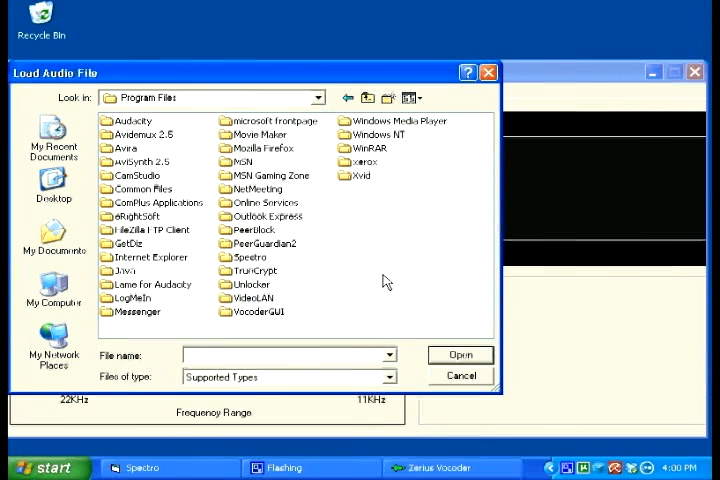 Recycle Bin
Load Audio File
Look in:
Program Files
My Recent
Documents
Desktop
My Documents
My Computer
My Network
Places
Audacity
Avidemux 2.5
Avira
AviSynth 2.5
CamStudio
Common Files
ComPlus Applications
eRightSoft
FileZilla FTP Client
GetDiz
Internet Explorer
Java
Lame for Audacity
LogMeIn
Messenger
microsoft frontpage
Movie Maker
Mozilla Firefox
MSN
MSN Gaming Zone
NetMeeting
Online Services
Outlook Express
PeerBlock
PeerGuardian2
Spectro
TrueCrypt
Unlocker
VideoLAN
VocoderGUI
Windows Media Player
Windows NT
WinRAR
xerox
Xvid
File name:
Open
Files of type:
Supported Types
Cancel
22KHz
11KHz
Frequency Range
start
Spectro
Flashing
Zerius Vocoder
4:00 PM